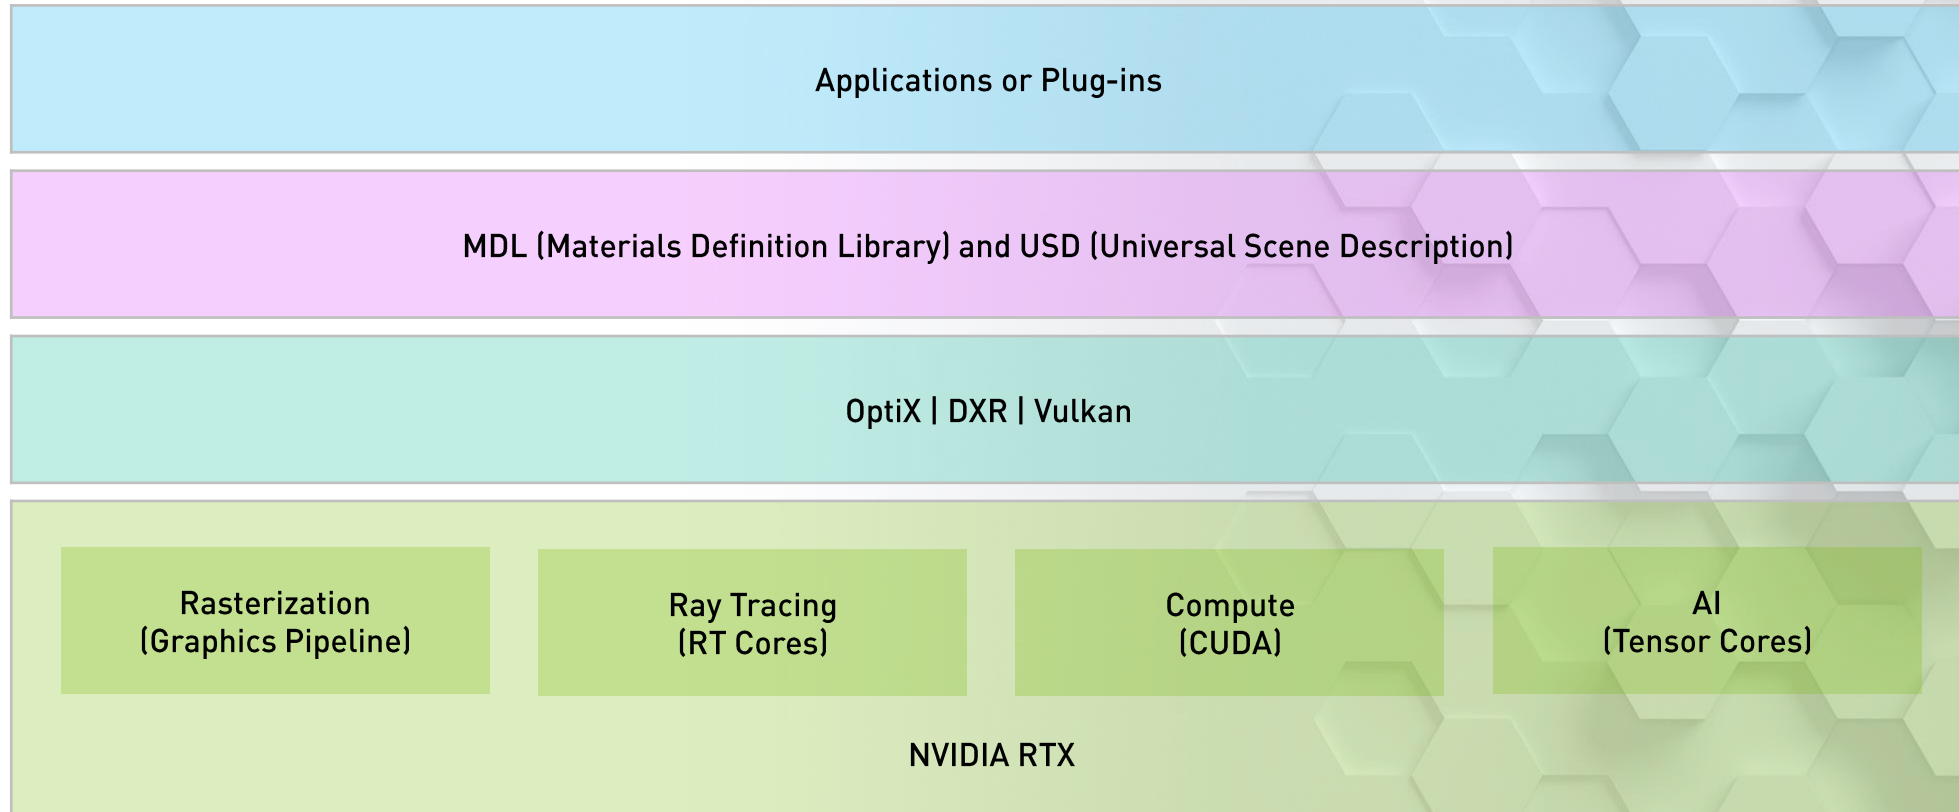 Applications or Plug-ins
MDL (Materials Definition Library) and USD (Universal Scene Description)
OptiX | DXR | Vulkan
Rasterization
(Graphics Pipeline)
Ray Tracing
(RT Cores)
Compute
(CUDA)
AI
(Tensor Cores)
NVIDIA RTX